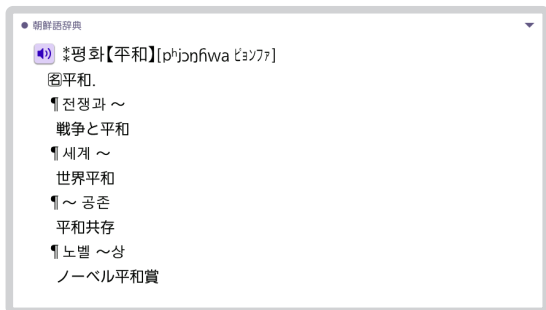 朝鮮語辞典
⁑평화【平和】[pʰjɔŋɦwa ピョンファ]
名平和.
¶전쟁과 ～
戦争と平和
¶세계 ～
世界平和
¶～ 공존
平和共存
¶노벨 ～상
ノーベル平和賞